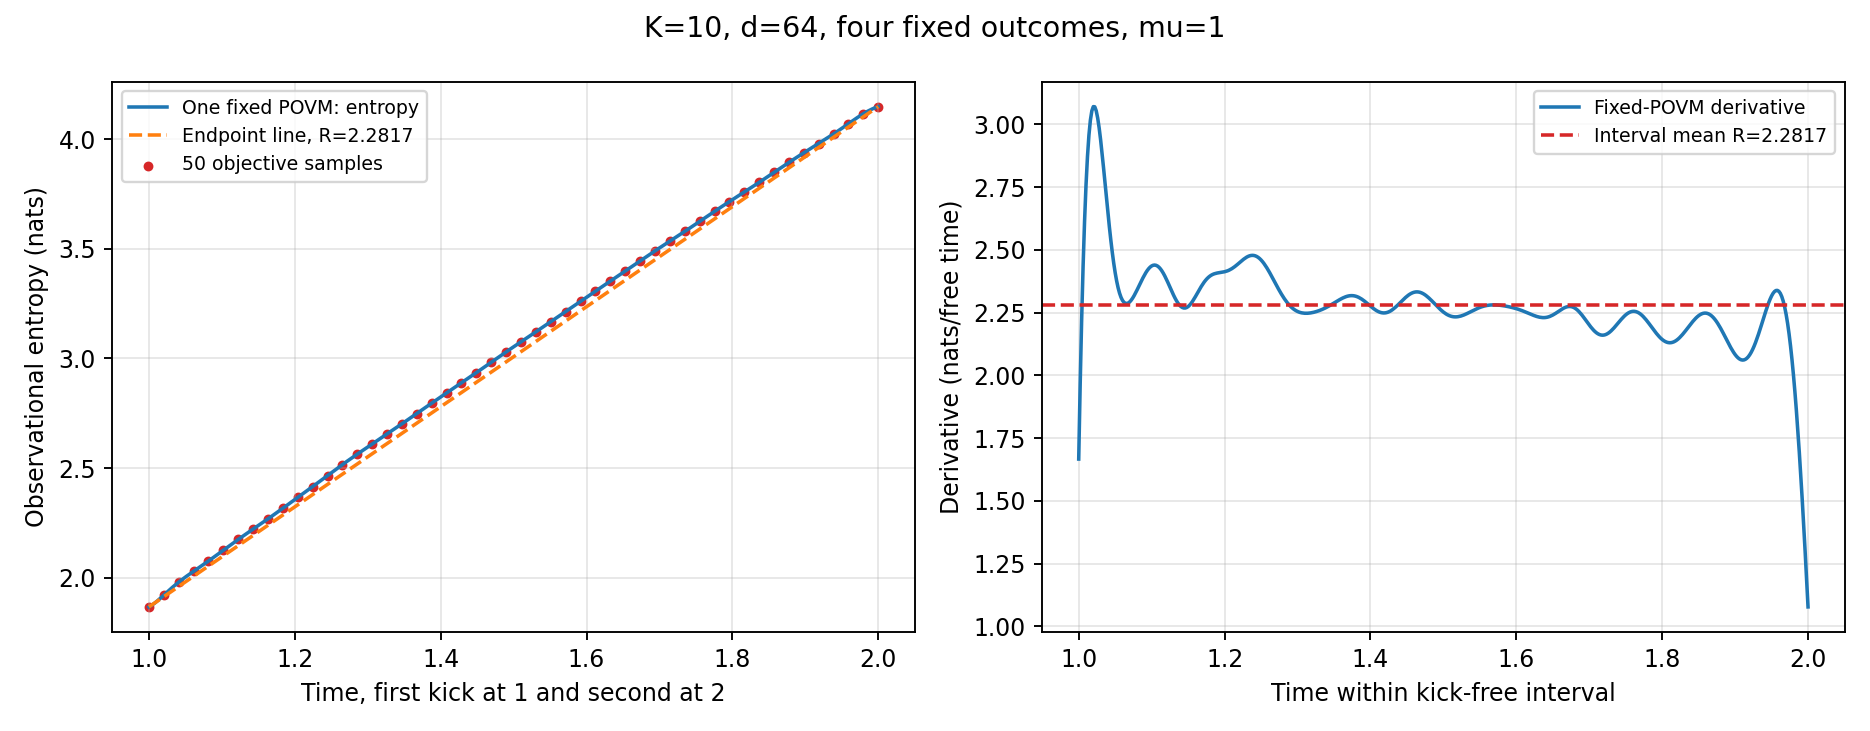 K=10, d=64, four fixed outcomes, mu=1
Observational entropy (nats)
4.0
3.5
3.0
2.5
2.0
One fixed POVM: entropy
Endpoint line, R=2.2817
50 objective samples
1.0 1.2 1.4 1.6 1.8 2.0
Time, first kick at 1 and second at 2
Derivative (nats/free time)
3.00
2.75
2.50
2.25
2.00
1.75
1.50
1.25
1.00
Fixed-POVM derivative
Interval mean R=2.2817
1.0 1.2 1.4 1.6 1.8 2.0
Time within kick-free interval